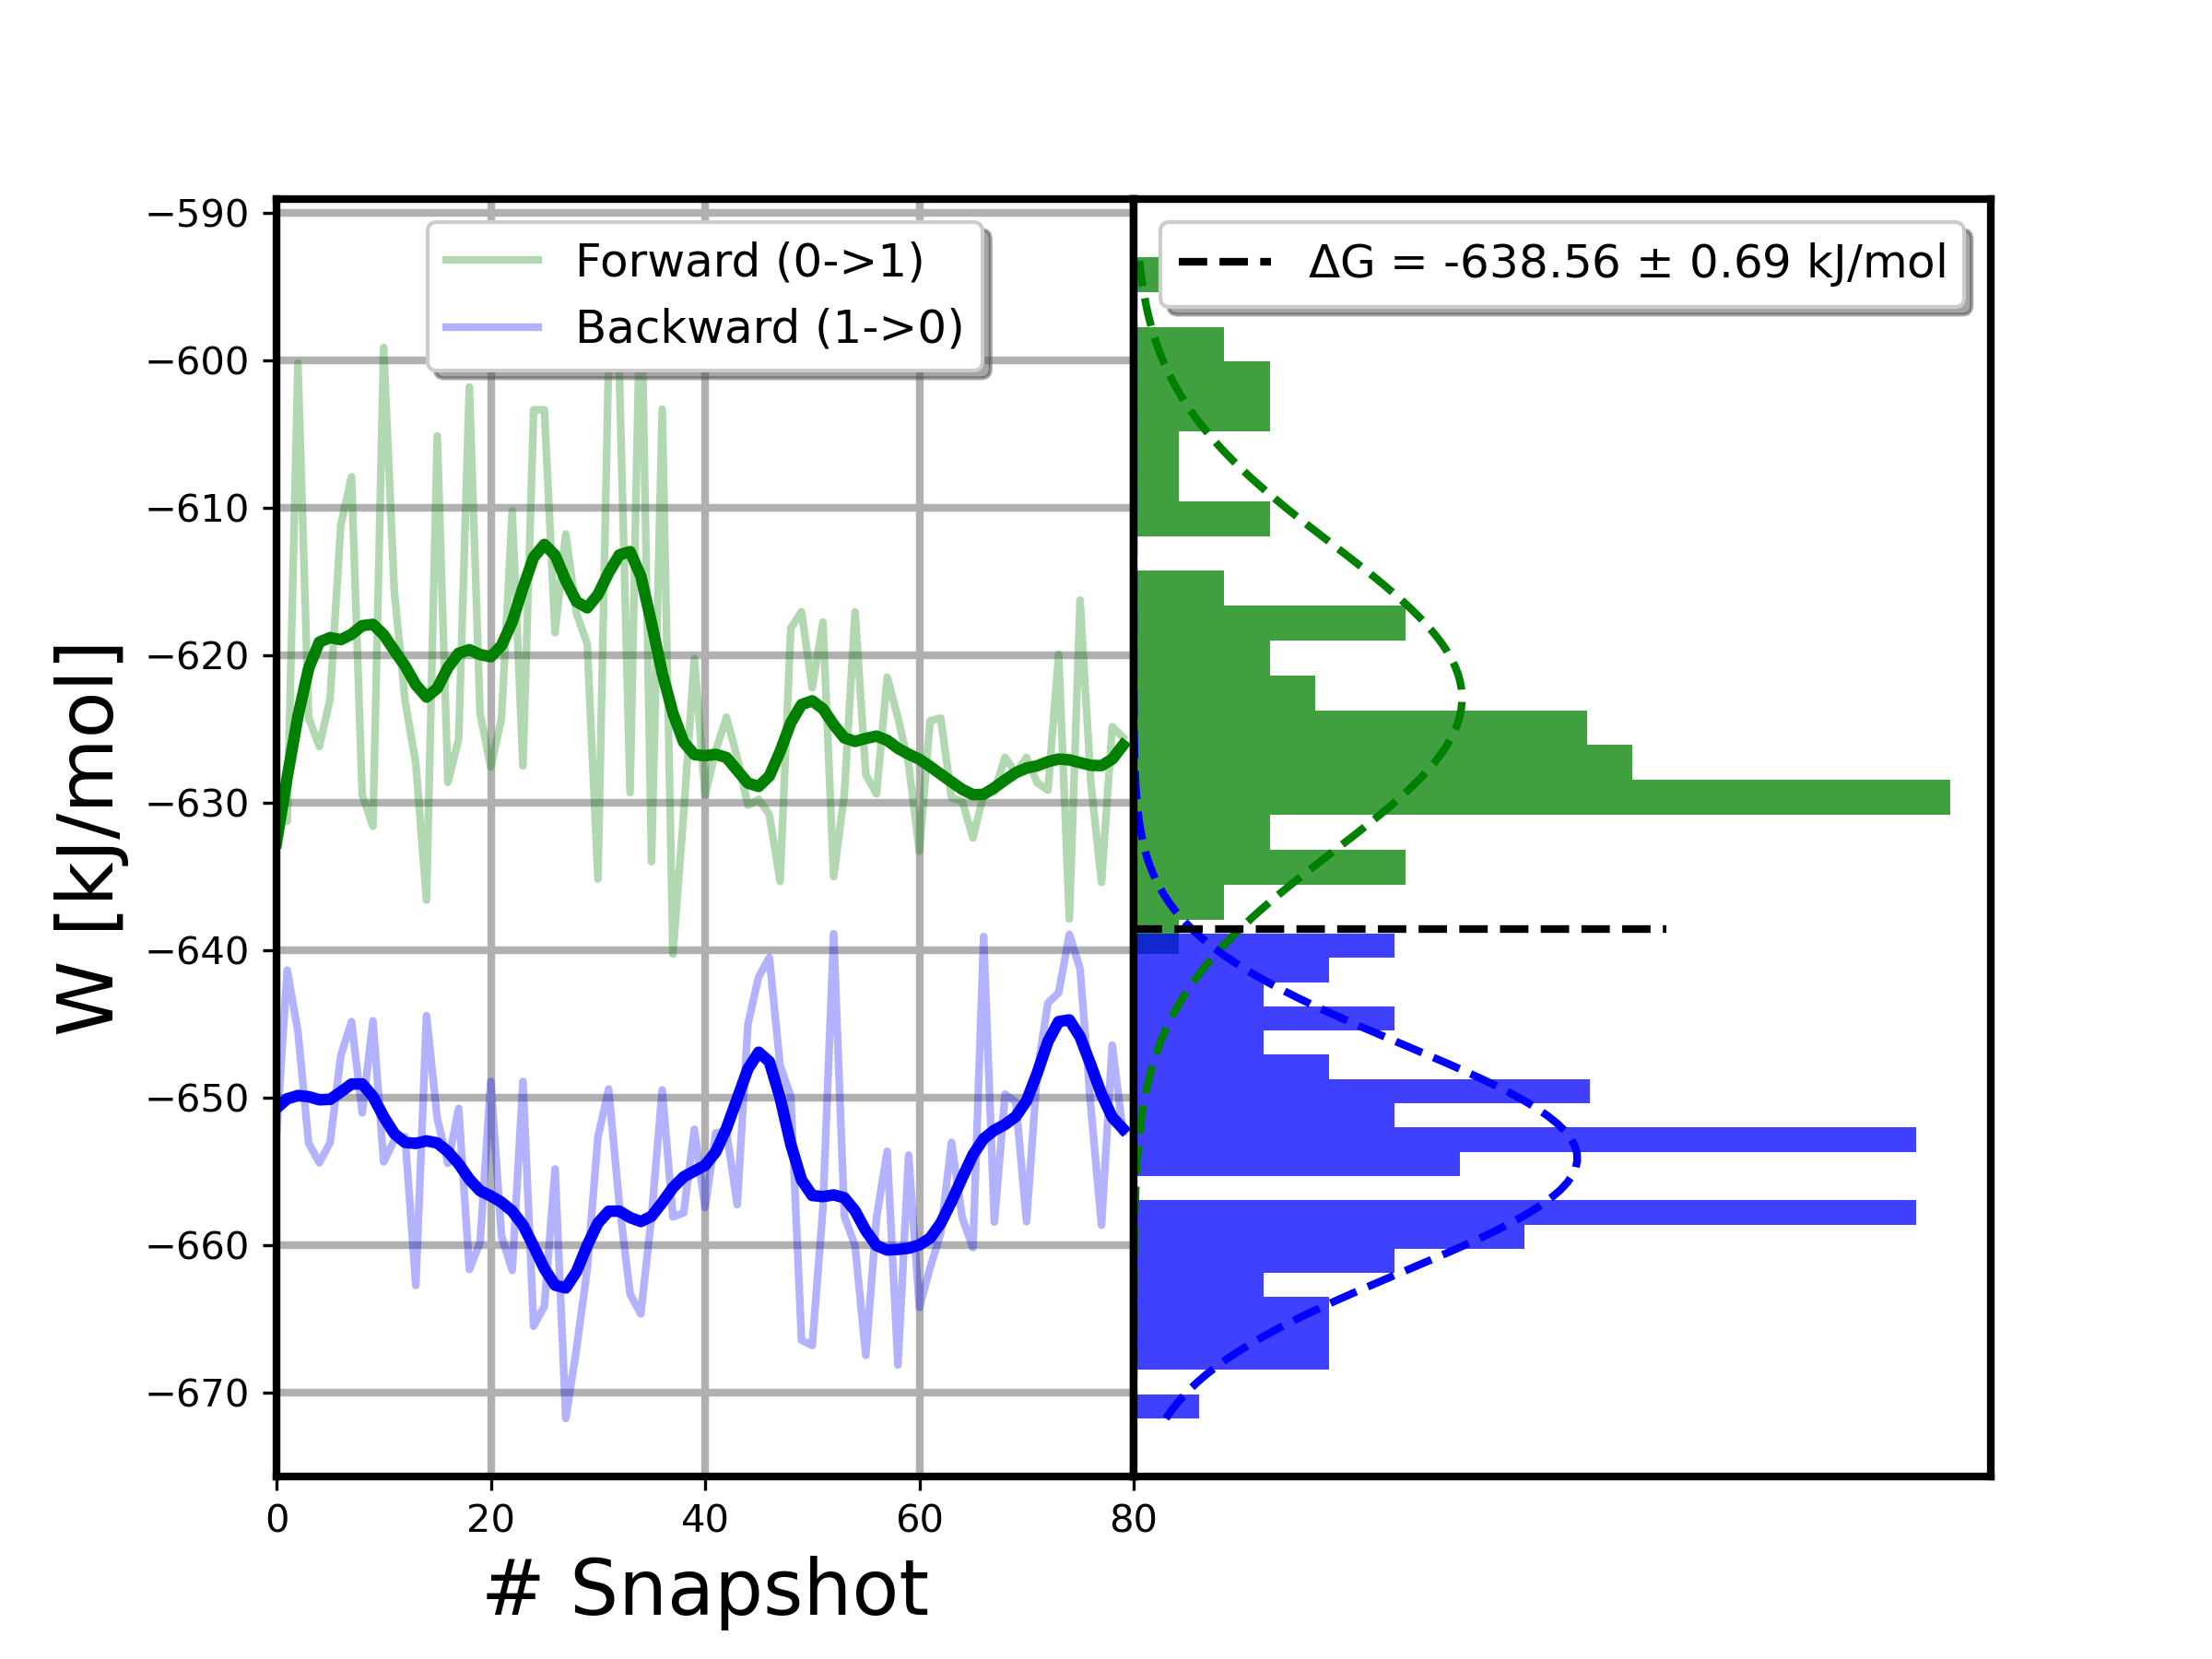 Forward (0->1)
Backward (1->0)
ΔG = -638.56 ± 0.69 kJ/mol
W [kJ/mol]
−590
−600
−610
−620
−630
−640
−650
−660
−670
0 20 40 60 80
# Snapshot